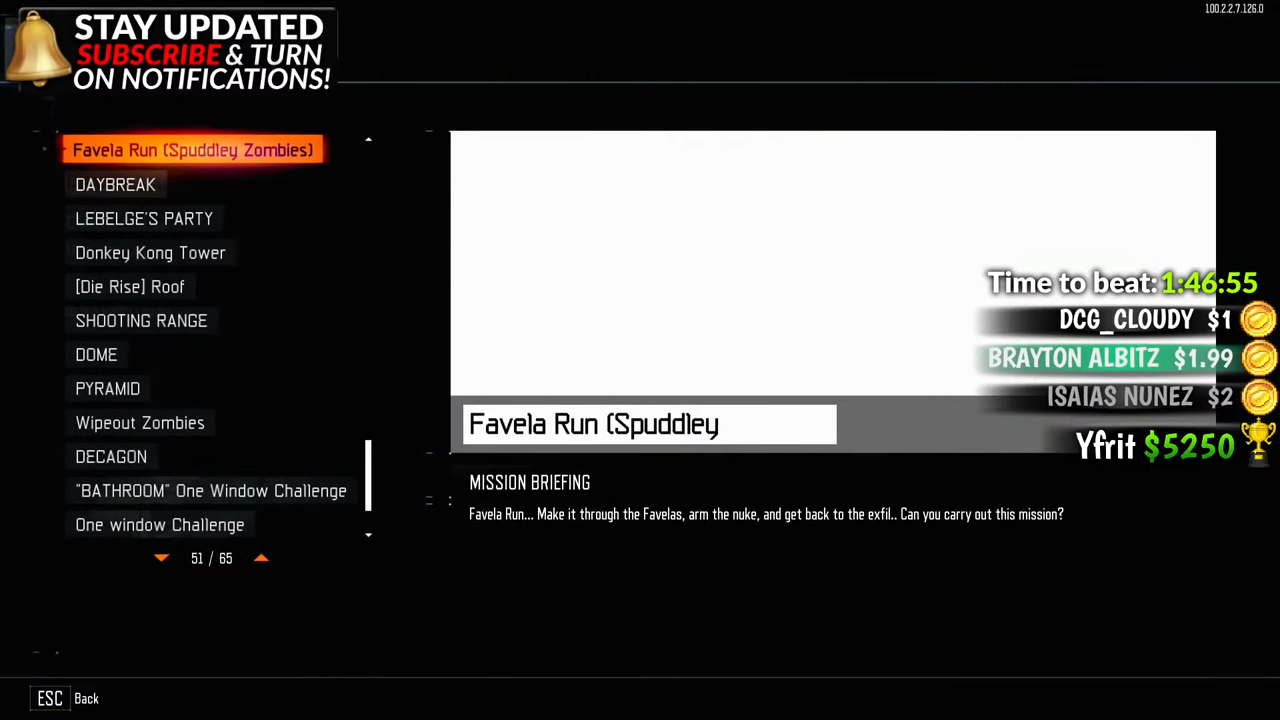 100.2.2.7.126.0
STAY UPDATED
SUBSCRIBE & TURN
ON NOTIFICATIONS!
Favela Run (Spuddley Zombies)
DAYBREAK
LEBELGE'S PARTY
Donkey Kong Tower
[Die Rise] Roof
SHOOTING RANGE
DOME
PYRAMID
Wipeout Zombies
DECAGON
"BATHROOM" One Window Challenge
One window Challenge
51 / 65
Time to beat: 1:46:55
DCG_CLOUDY $1
BRAYTON ALBITZ $1.99
ISAIAS NUNEZ $2
Yfrit $5250
Favela Run (Spuddley
MISSION BRIEFING
Favela Run... Make it through the Favelas, arm the nuke, and get back to the exfil.. Can you carry out this mission?
ESC Back